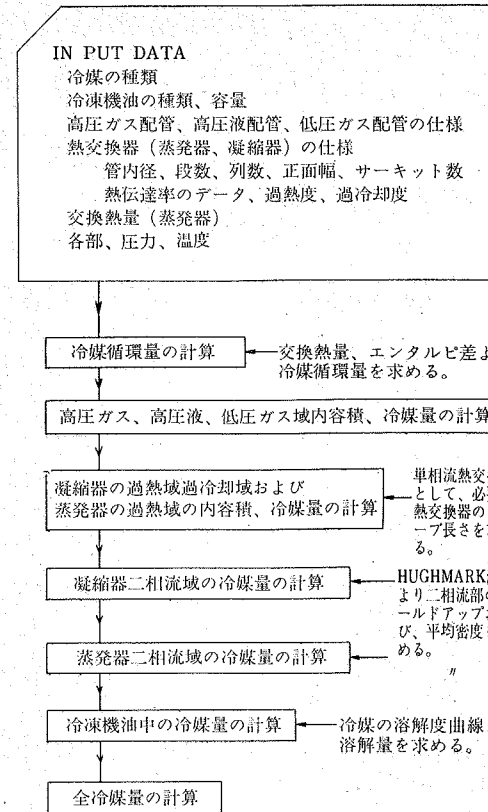 IN PUT DATA
冷媒の種類
冷凍機油の種類、容量
高圧ガス配管、高圧液配管、低圧ガス配管の仕様
熱交換器(蒸発器、凝縮器)の仕様
管内径、段数、列数、正面幅、サーキット数
熱伝達率のデータ、過熱度、過冷却度
交換熱量(蒸発器)
各部、圧力、温度
冷媒循環量の計算
交換熱量、エンタルピ差よ
冷媒循環量を求める。
高圧ガス、高圧液、低圧ガス域内容積、冷媒量の計算
凝縮器の過熱域過冷却域および
蒸発器の過熱域の内容積、冷媒量の計算
単相流熱交
として、必
熱交換器の
ーブ長さを
る。
凝縮器二相流域の冷媒量の計算
HUGHMARK
より二相流部の
ールドアップ
び、平均密度
める。
蒸発器二相流域の冷媒量の計算
〃
冷凍機油中の冷媒量の計算
冷媒の溶解度曲線
溶解量を求める。
全冷媒量の計算